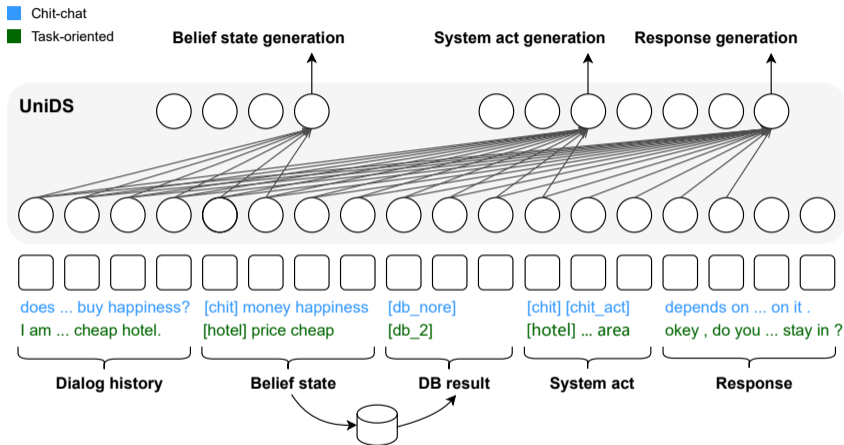 Chit-chat
Task-oriented
Belief state generation
System act generation
Response generation
UniDS
does ... buy happiness?
[chit] money happiness
[db_nore]
[chit] [chit_act]
depends on ... on it .
I am ... cheap hotel.
[hotel] price cheap
[db_2]
[hotel] ... area
okey , do you ... stay in ?
Dialog history
Belief state
DB result
System act
Response